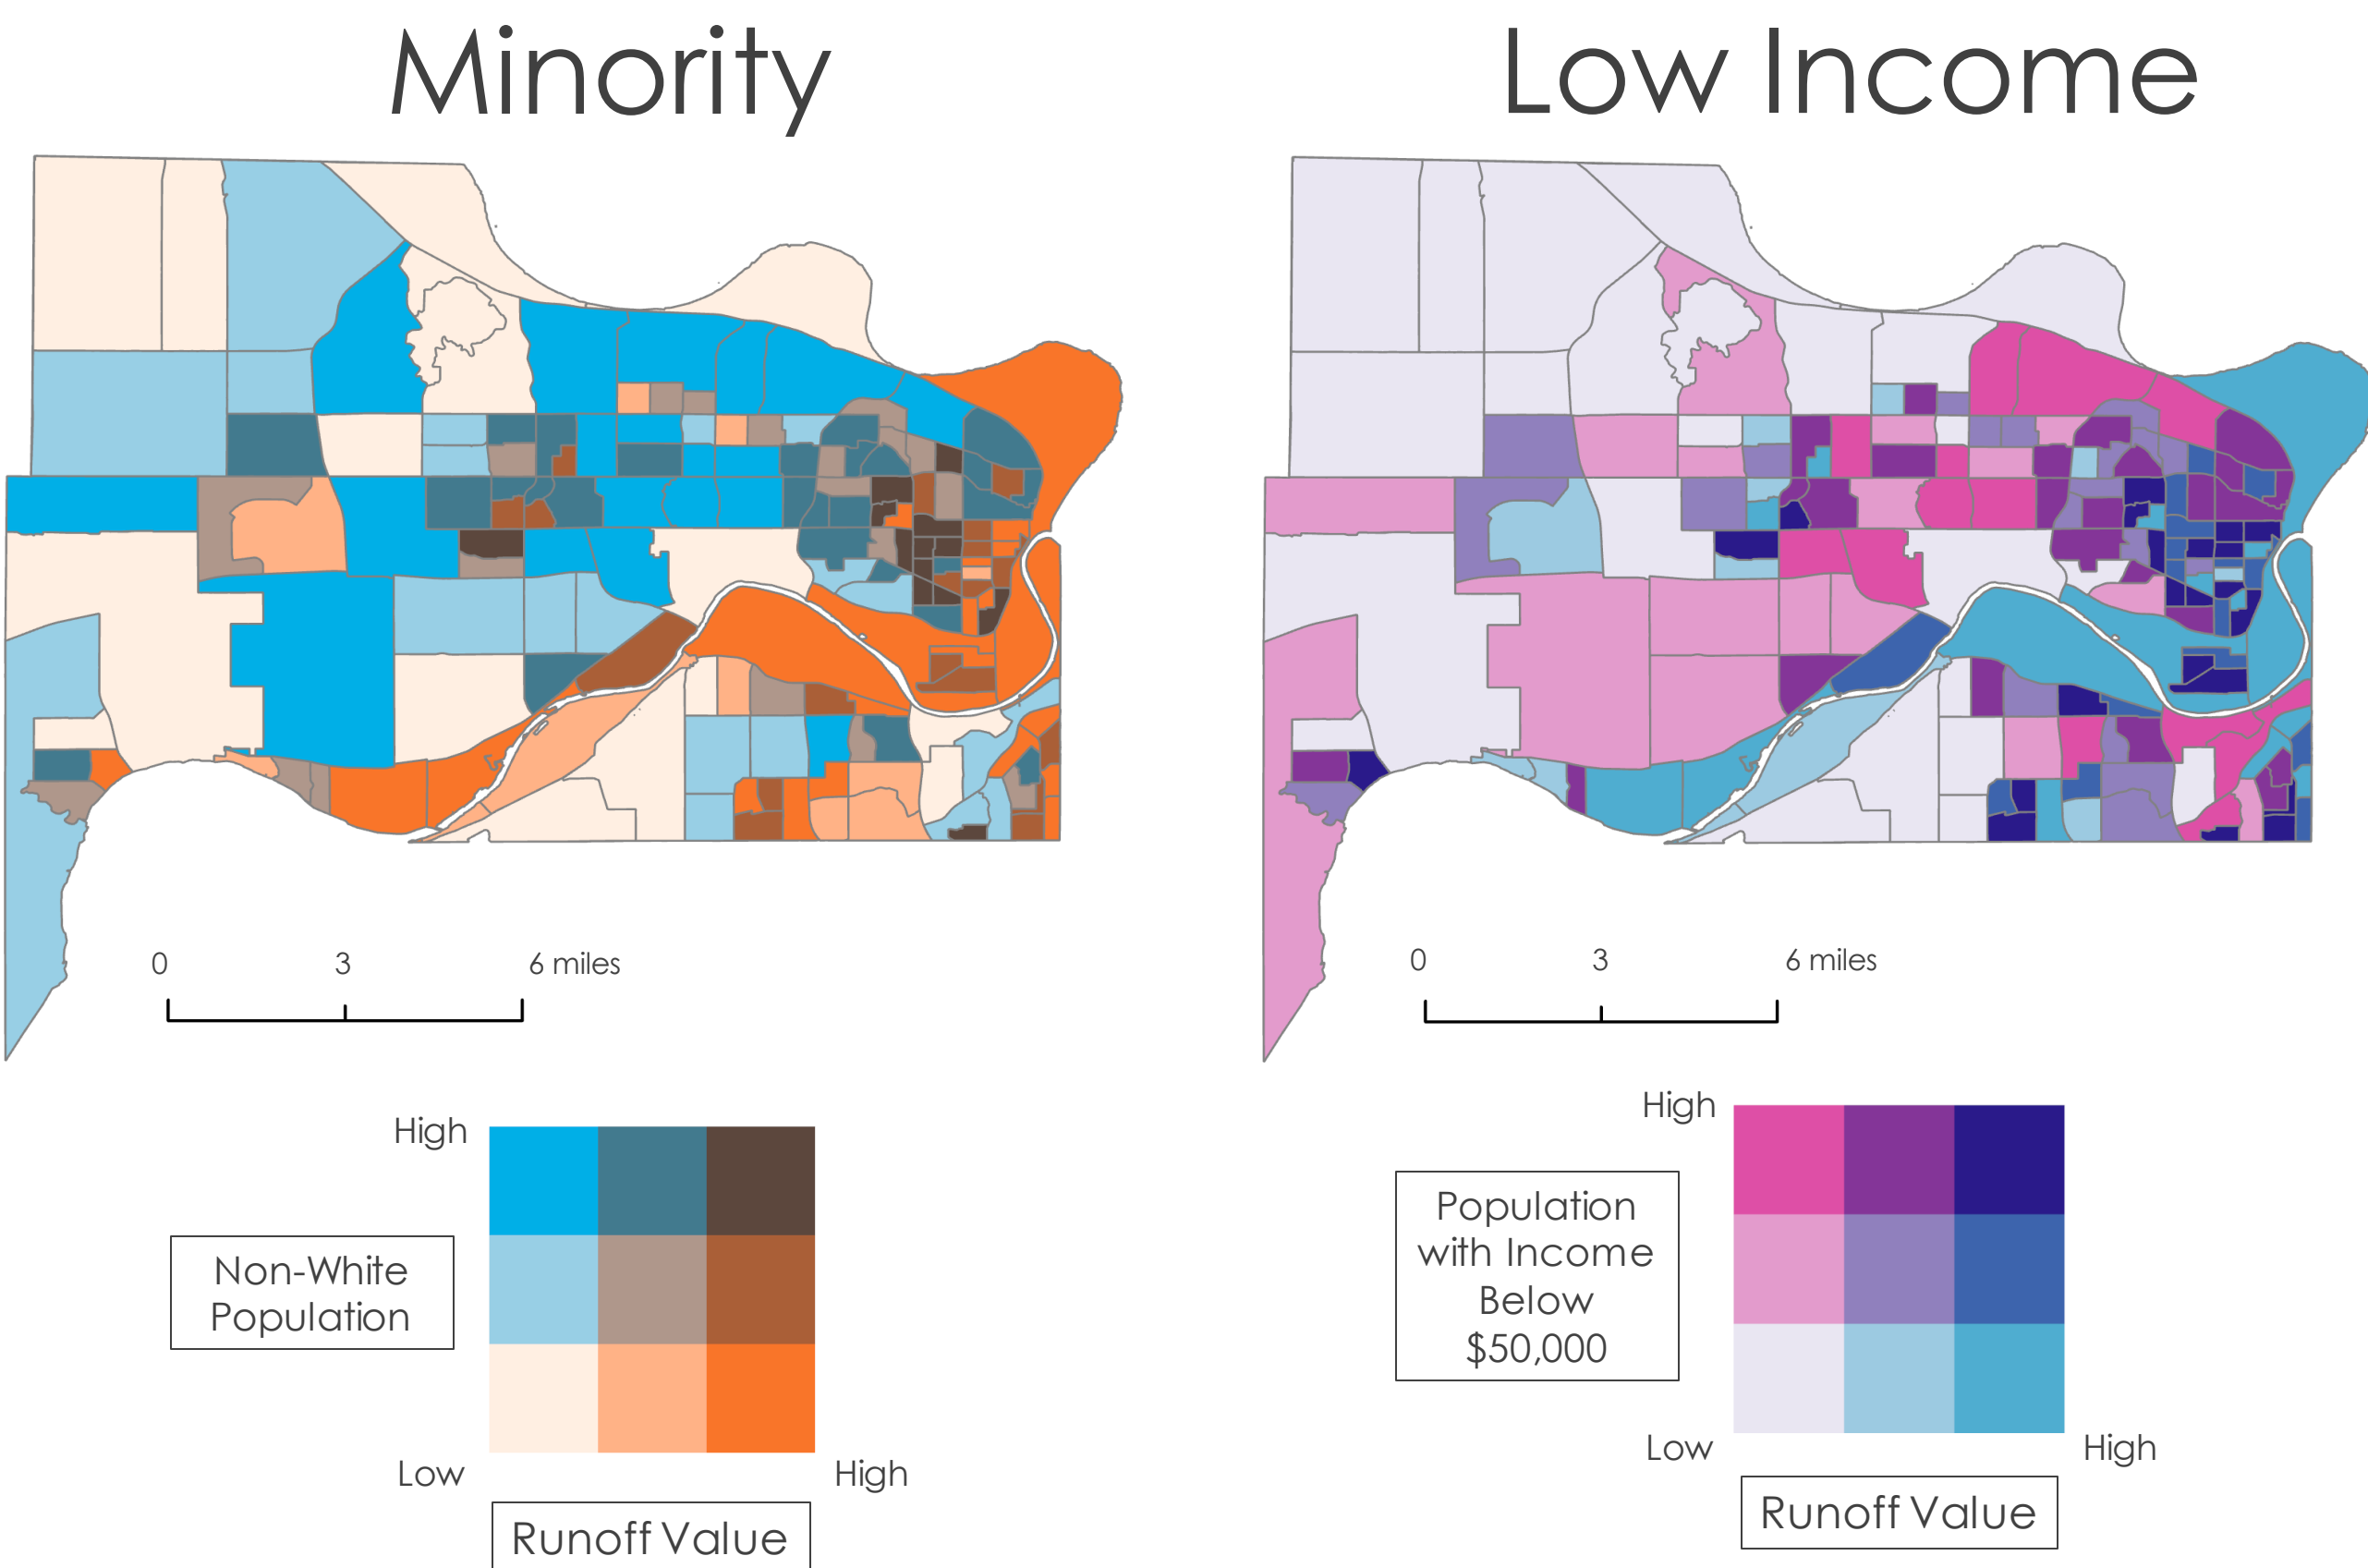 Minority
Low Income
0 3 6 miles
0 3 6 miles
High
Non-White
Population
Low
High
Runoff Value
High
Population
with Income
Below
$50,000
Low
High
Runoff Value